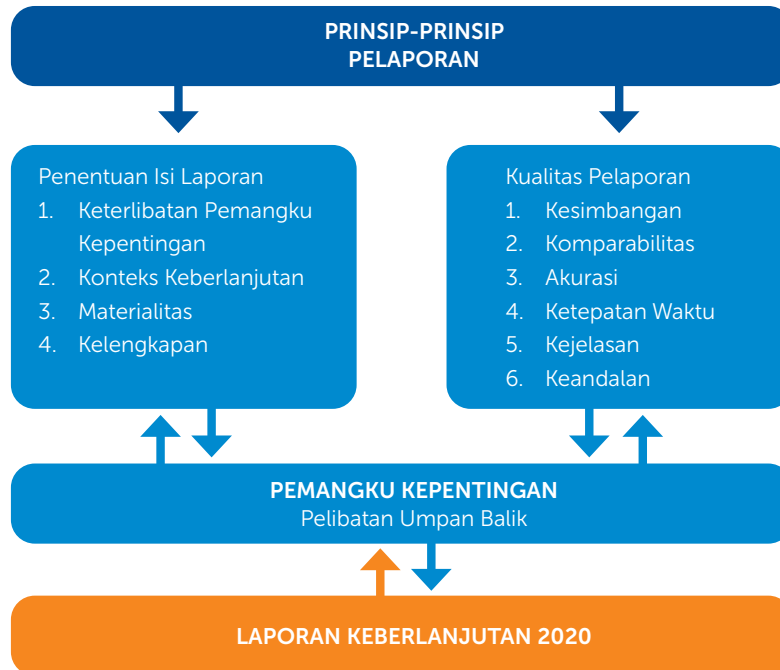 PRINSIP-PRINSIP
PELAPORAN
Penentuan Isi Laporan
1. Keterlibatan Pemangku
Kepentingan
2. Konteks Keberlanjutan
3. Materialitas
4. Kelengkapan
Kualitas Pelaporan
1. Kesimbangan
2. Komparabilitas
3. Akurasi
4. Ketepatan Waktu
5. Kejelasan
6. Keandalan
PEMANGKU KEPENTINGAN
Pelibatan Umpan Balik
LAPORAN KEBERLANJUTAN 2020